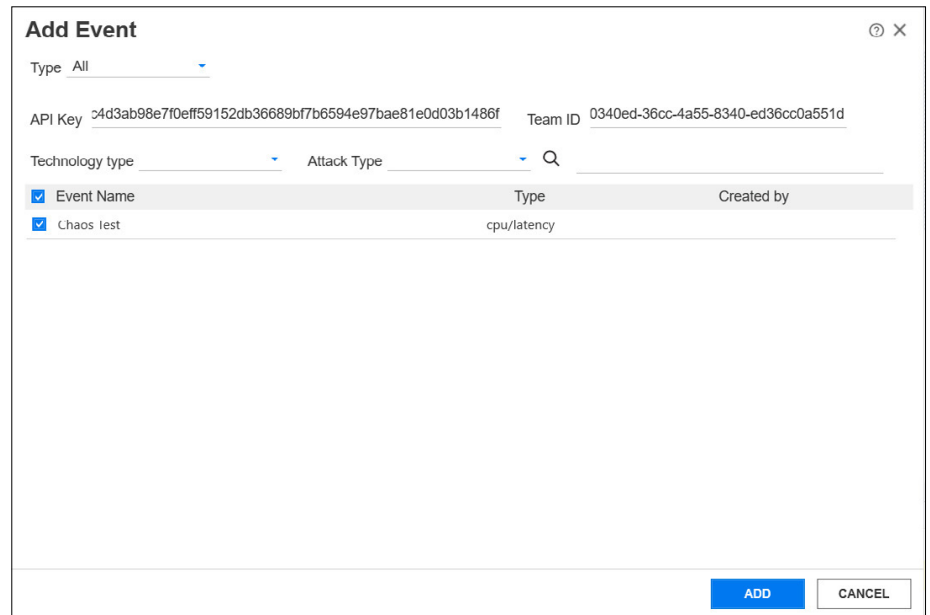 Add Event
Type All
API Key c4d3ab98e7f0eff59152db36689bf7b6594e97bae81e0d03b1486f Team ID 0340ed-36cc-4a55-8340-ed36cc0a551d
Technology type Attack Type
Event Name Type Created by
Chaos Test cpu/latency
ADD CANCEL